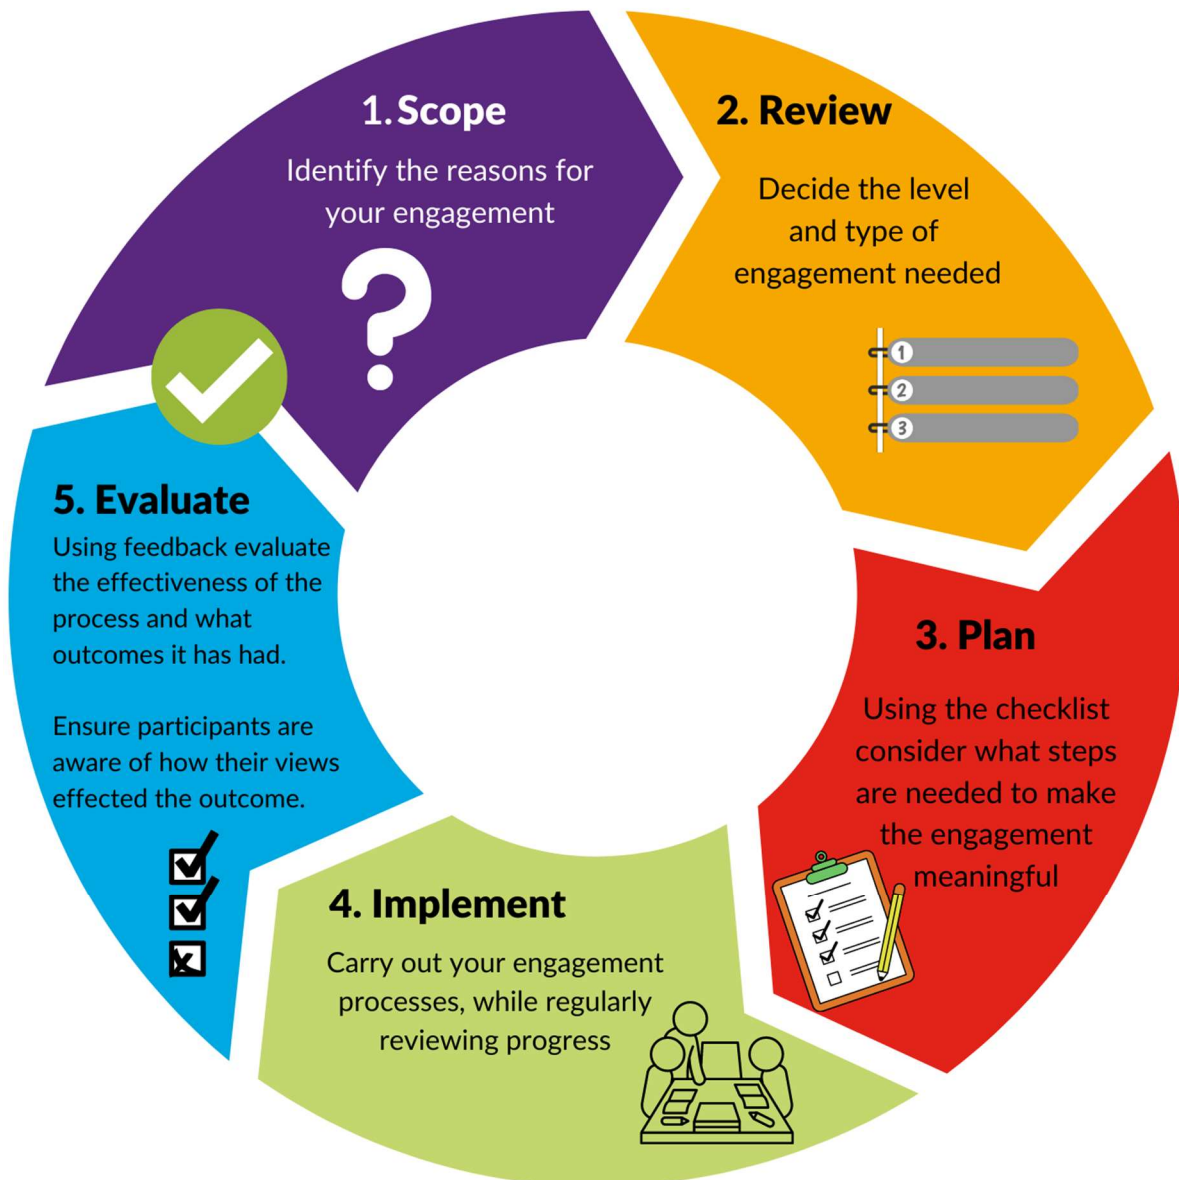 1. Scope
Identify the reasons for
your engagement
2. Review
Decide the level
and type of
engagement needed
1
2
3
3. Plan
Using the checklist
consider what steps
are needed to make
the engagement
meaningful
4. Implement
Carry out your engagement
processes, while regularly
reviewing progress
5. Evaluate
Using feedback evaluate
the effectiveness of the
process and what
outcomes it has had.
Ensure participants are
aware of how their views
effected the outcome.